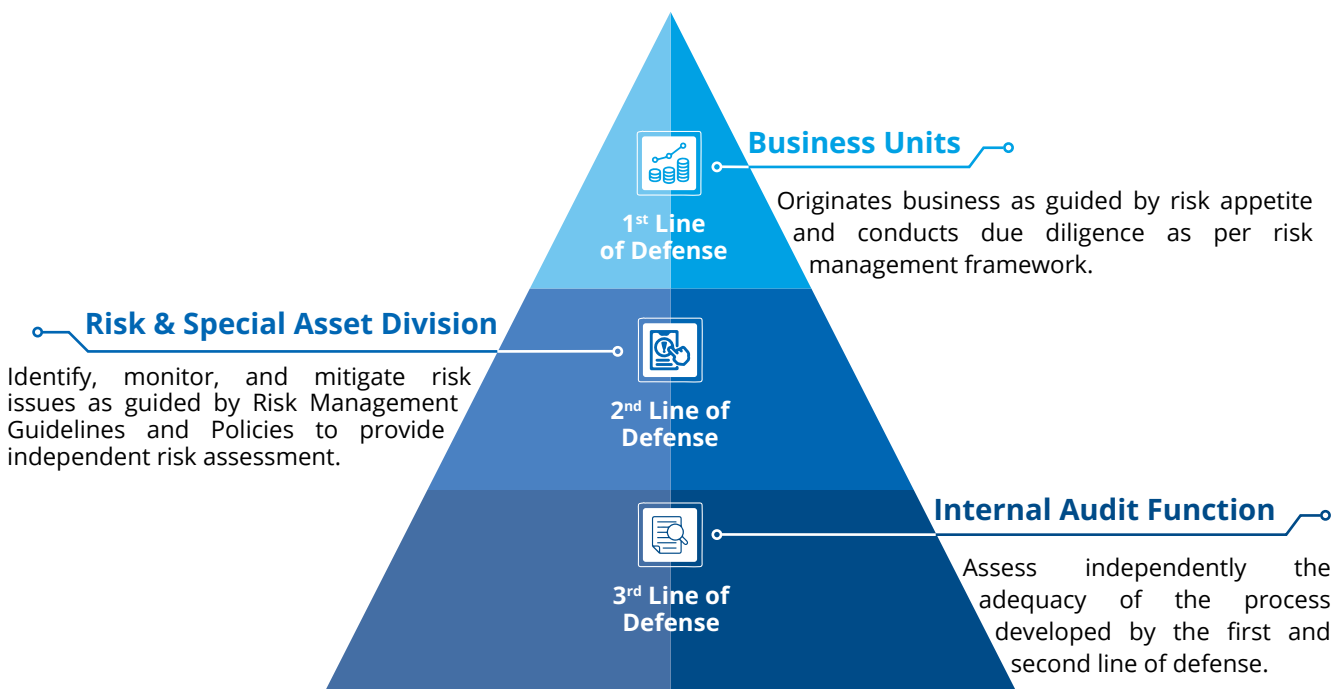 Business Units
1st Line
of Defense
Originates business as guided by risk appetite
and conducts due diligence as per risk
management framework.
Risk & Special Asset Division
Identify, monitor, and mitigate risk
issues as guided by Risk Management
Guidelines and Policies to provide
independent risk assessment.
2nd Line of
Defense
Internal Audit Function
3rd Line of
Defense
Assess independently the
adequacy of the process
developed by the first and
second line of defense.